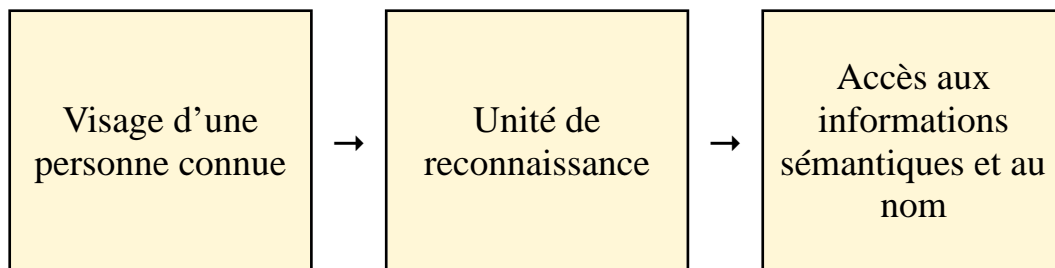 Visage d’une
personne connue
→
Unité de
reconnaissance
→
Accès aux
informations
sémantiques et au
nom